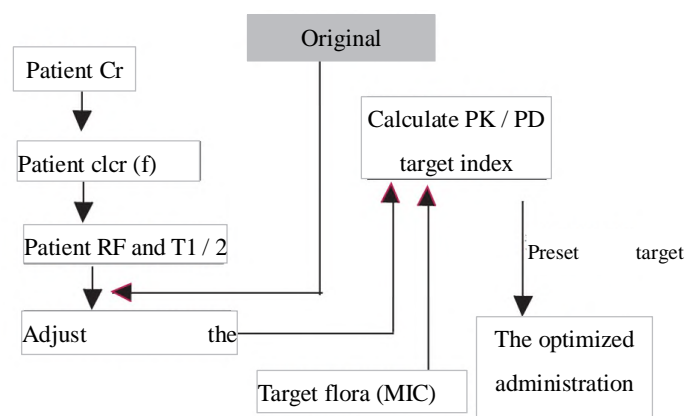 Original
Patient Cr
Patient clcr (f)
Patient RF and T1 / 2
Adjust the
Calculate PK / PD
target index
Target flora (MIC)
Preset target
The optimized
administration